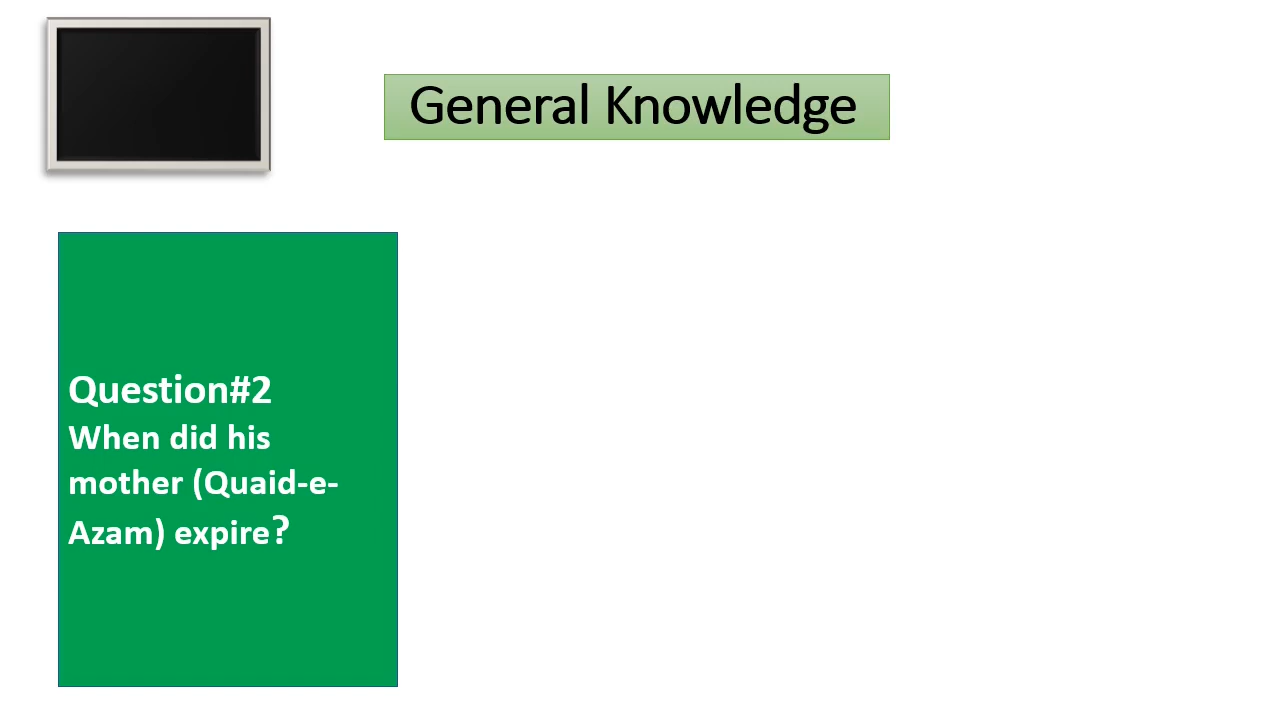 General Knowledge
Question#2
When did his
mother (Quaid-e-
Azam) expire?